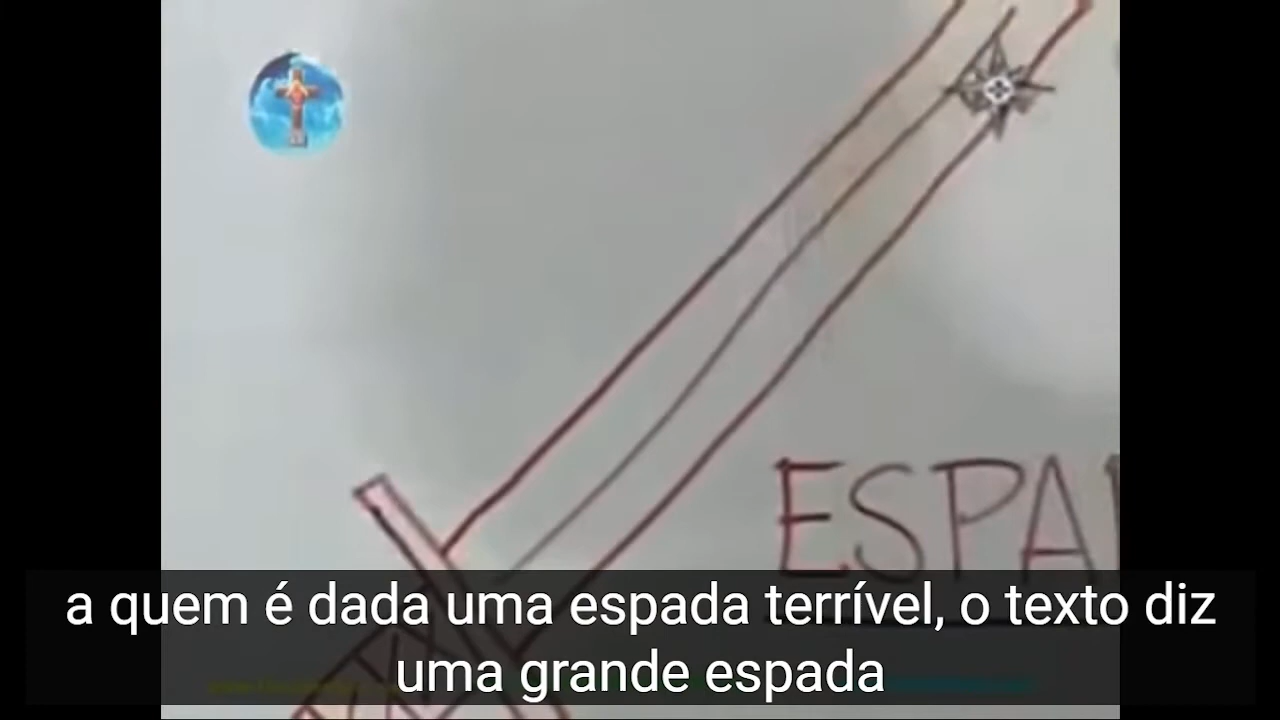 ESPA
a quem é dada uma espada terrível, o texto diz
uma grande espada